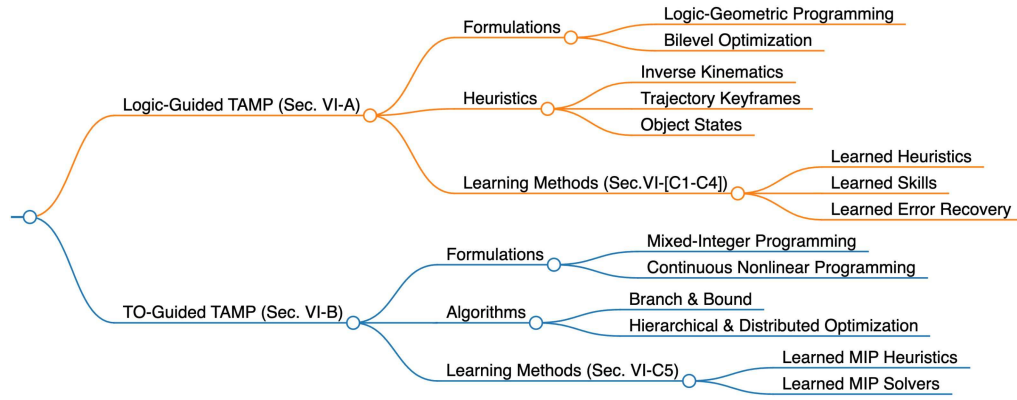 Logic-Guided TAMP (Sec. VI-A)
Formulations
Logic-Geometric Programming
Bilevel Optimization
Heuristics
Inverse Kinematics
Trajectory Keyframes
Object States
Learning Methods (Sec.VI-[C1-C4])
Learned Heuristics
Learned Skills
Learned Error Recovery
TO-Guided TAMP (Sec. VI-B)
Formulations
Mixed-Integer Programming
Continuous Nonlinear Programming
Algorithms
Branch & Bound
Hierarchical & Distributed Optimization
Learning Methods (Sec. VI-C5)
Learned MIP Heuristics
Learned MIP Solvers